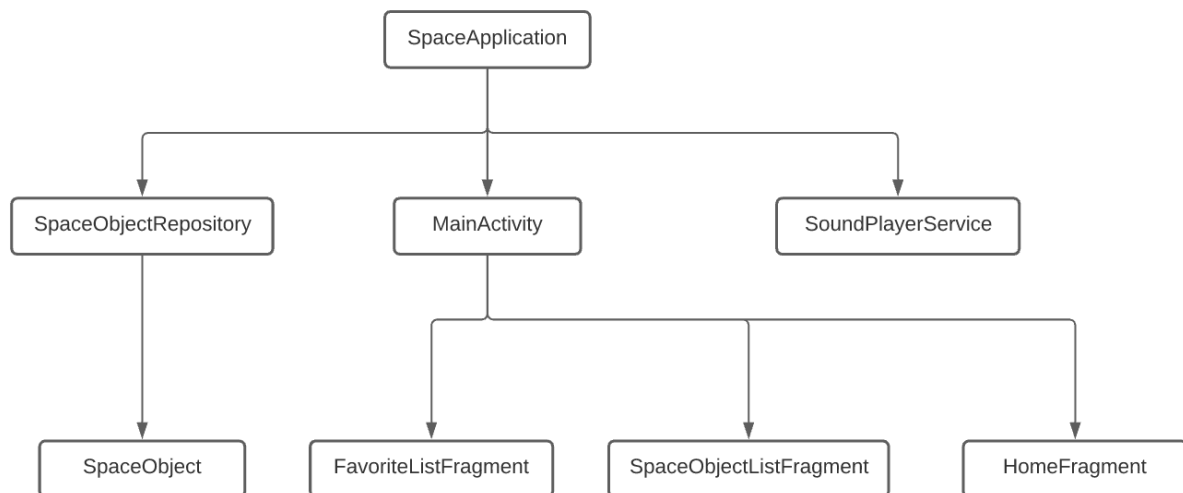 SpaceApplication
SpaceObjectRepository
MainActivity
SoundPlayerService
SpaceObject
FavoriteListFragment
SpaceObjectListFragment
HomeFragment